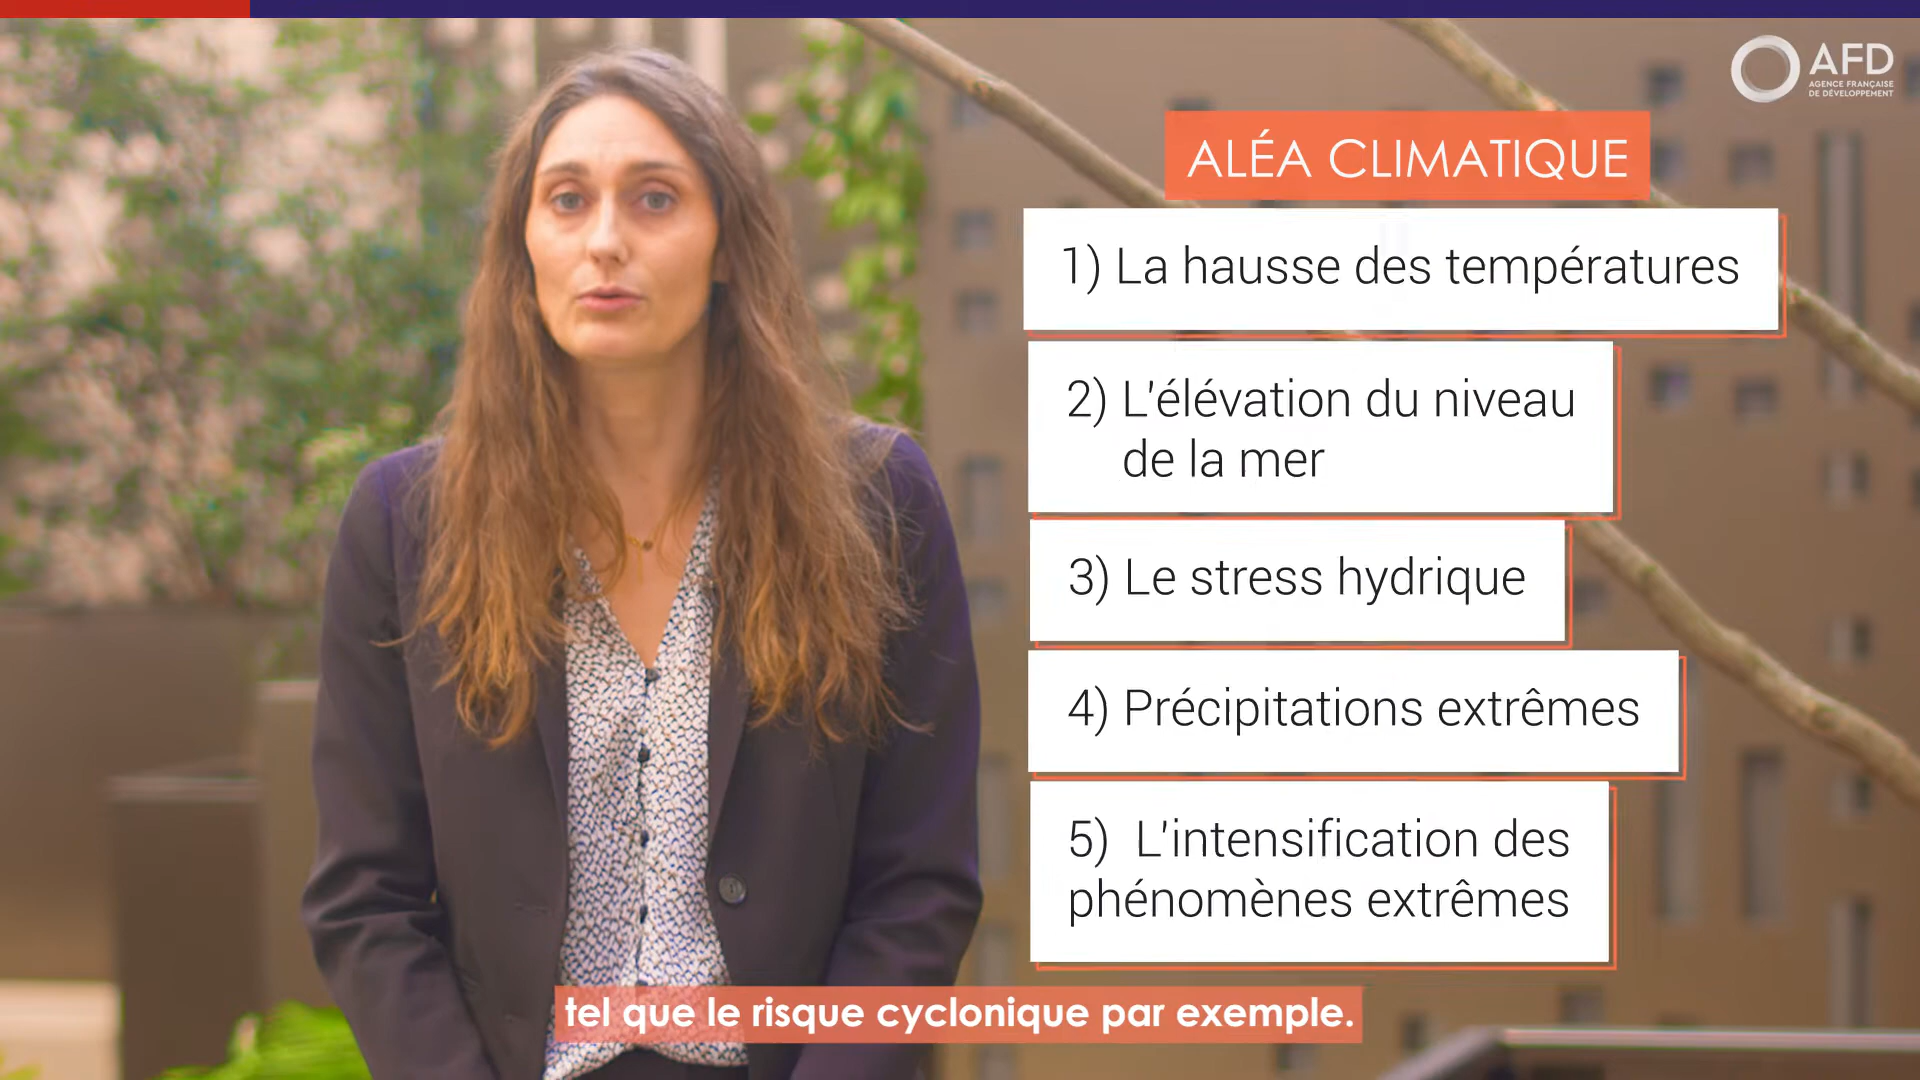 AFD
AGENCE FRANÇAISE
DE DÉVELOPPEMENT
ALÉA CLIMATIQUE
1) La hausse des températures
2) L'élévation du niveau
de la mer
3) Le stress hydrique
4) Précipitations extrêmes
5) L'intensification des
phénomènes extrêmes
tel que le risque cyclonique par exemple.